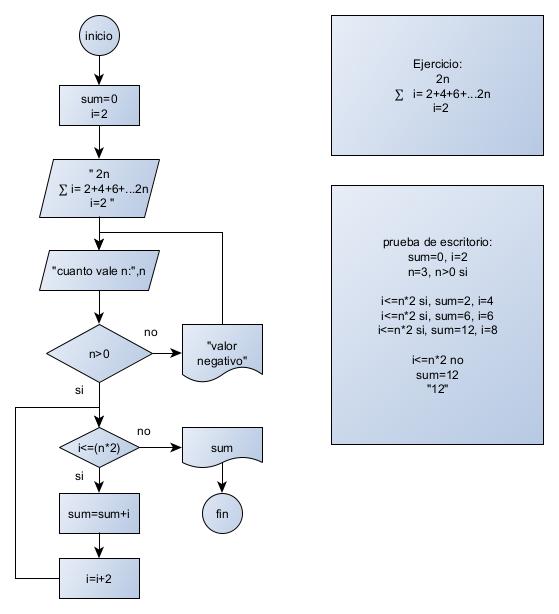 inicio
sum=0
i=2
" 2n
∑ i= 2+4+6+...2n
i=2 "
"cuanto vale n:",n
n>0
no
"valor
negativo"
si
i<=(n*2)
no
sum
si
sum=sum+i
fin
i=i+2
Ejercicio:
2n
∑ i= 2+4+6+...2n
i=2
prueba de escritorio:
sum=0, i=2
n=3, n>0 si
i<=n*2 si, sum=2, i=4
i<=n*2 si, sum=6, i=6
i<=n*2 si, sum=12, i=8
i<=n*2 no
sum=12
"12"